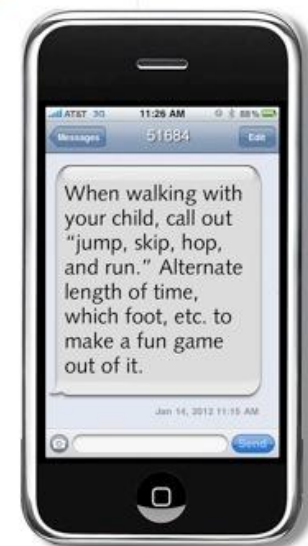 AT&T 3G 11:26 AM 88%
Messages 51684 Edit
When walking with
your child, call out
“jump, skip, hop,
and run.” Alternate
length of time,
which foot, etc. to
make a fun game
out of it.
Jan 14, 2012 11:15 AM
Send